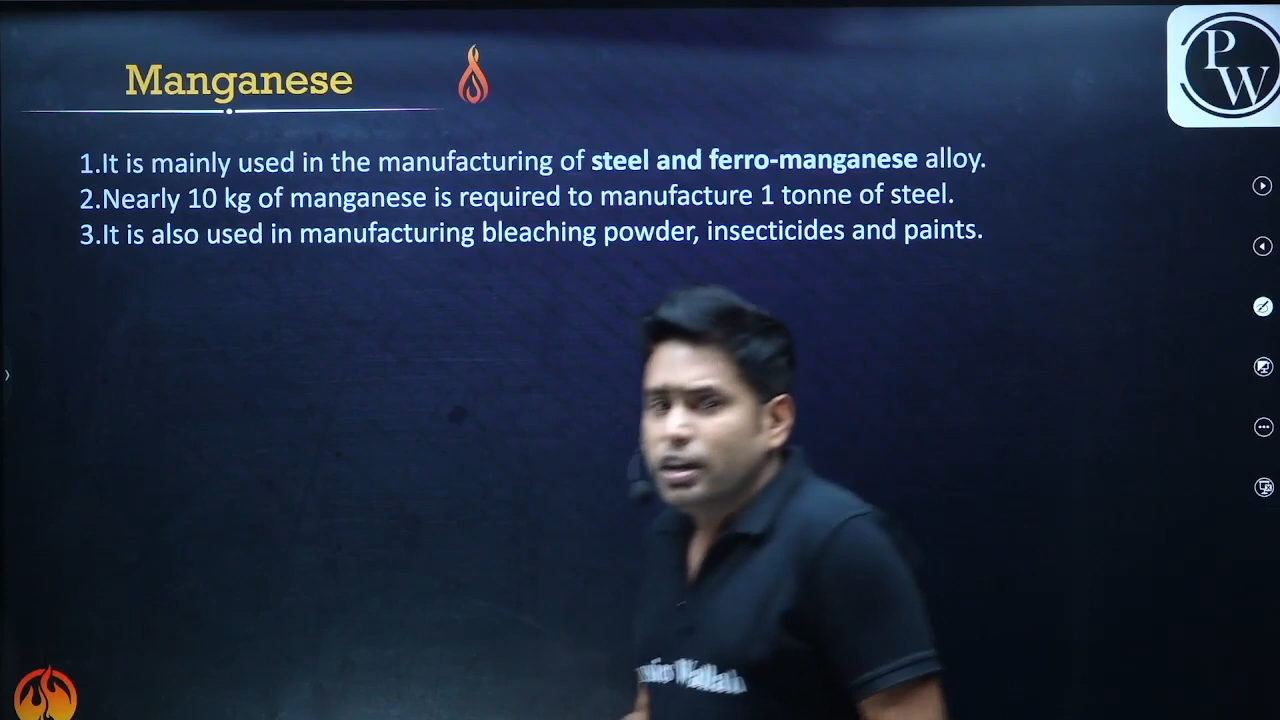 Manganese
P
W
1.It is mainly used in the manufacturing of steel and ferro-manganese alloy.
2.Nearly 10 kg of manganese is required to manufacture 1 tonne of steel.
3.It is also used in manufacturing bleaching powder, insecticides and paints.
Wallah